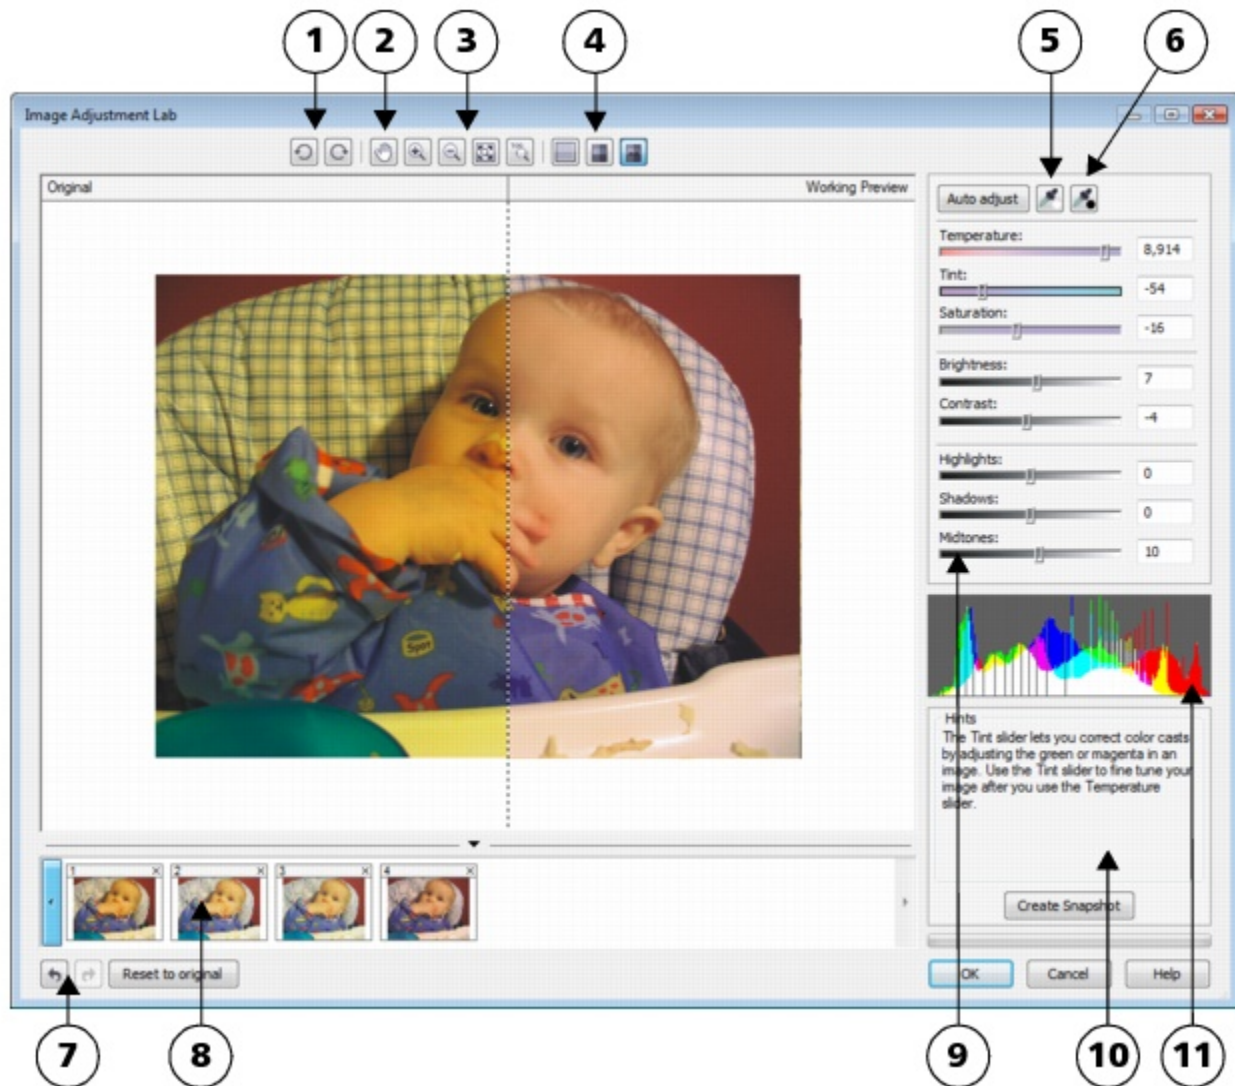 1 2 3 4 5 6
Image Adjustment Lab
Original Working Preview
Auto adjust
Temperature:
8,914
Tint:
-54
Saturation:
-16
Brightness:
7
Contrast:
-4
Highlights:
0
Shadows:
0
Midtones:
10
Spot
Hints
The Tint slider lets you correct color casts
by adjusting the green or magenta in an
image. Use the Tint slider to fine tune your
image after you use the Temperature
slider.
Create Snapshot
1 2 3 4
Reset to original
OK Cancel Help
7 8 9 10 11